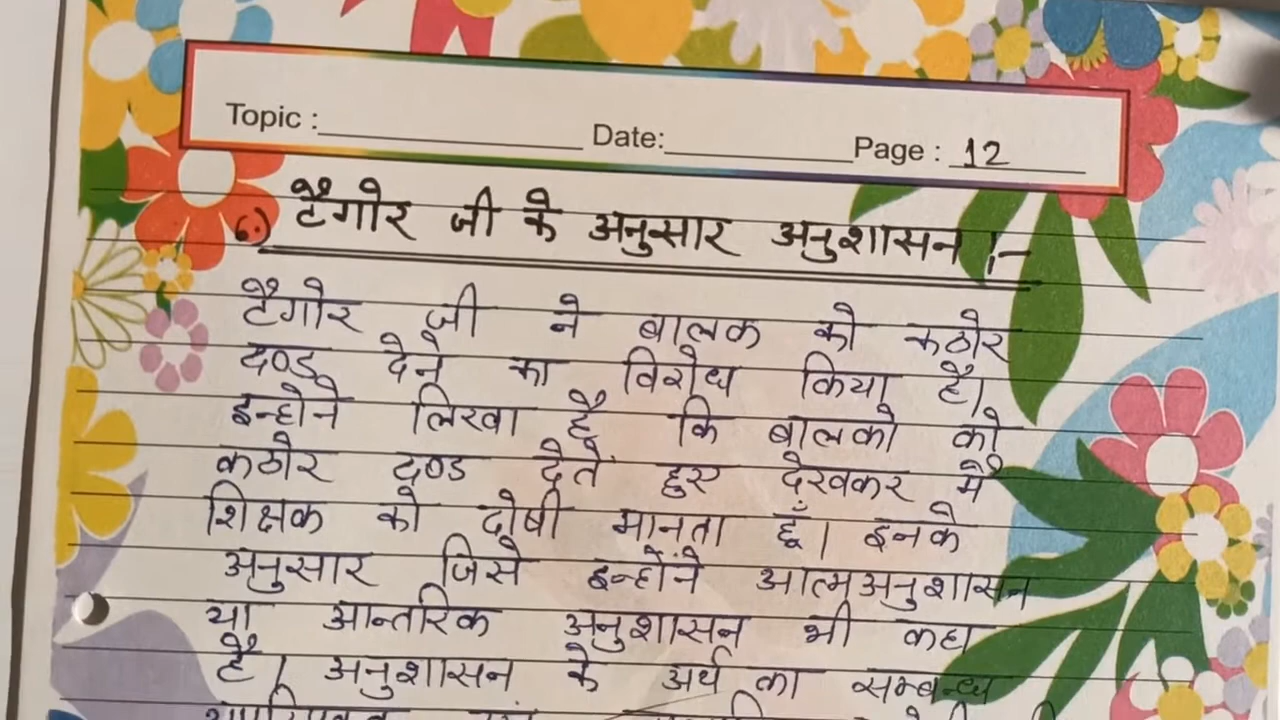 Topic : Date: Page : 12
6.) टैगोर जी के अनुसार अनुशासन ।-
टैगोर जी ने बालक को कठोर
दण्ड देने का विरोध किया है।
इन्होने लिखा है कि बालको को
कठोर दण्ड देते हुए देखकर मै
शिक्षक को दोषी मानता हूँ। इनके
अनुसार जिसे इन्होंने आत्मअनुशासन
या आन्तरिक अनुशासन भी कहा
है। अनुशासन के अर्थ का सम्बन्ध